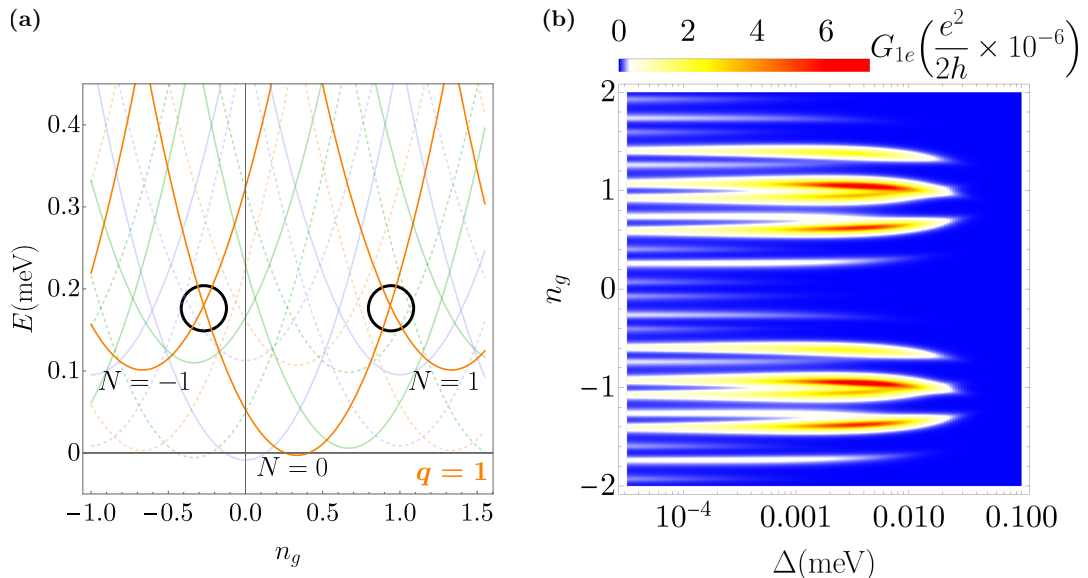 (a)
0.4
0.3
E(meV)
0.2
0.1
0
N = −1
N = 1
N = 0
q = 1
−1.0 −0.5 0.0 0.5 1.0 1.5
n_g
(b)
0 2 4 6
G_{1e}(e^2/2h × 10^{−6})
2
1
n_g
0
−1
−2
10^{−4} 0.001 0.010 0.100
Δ(meV)